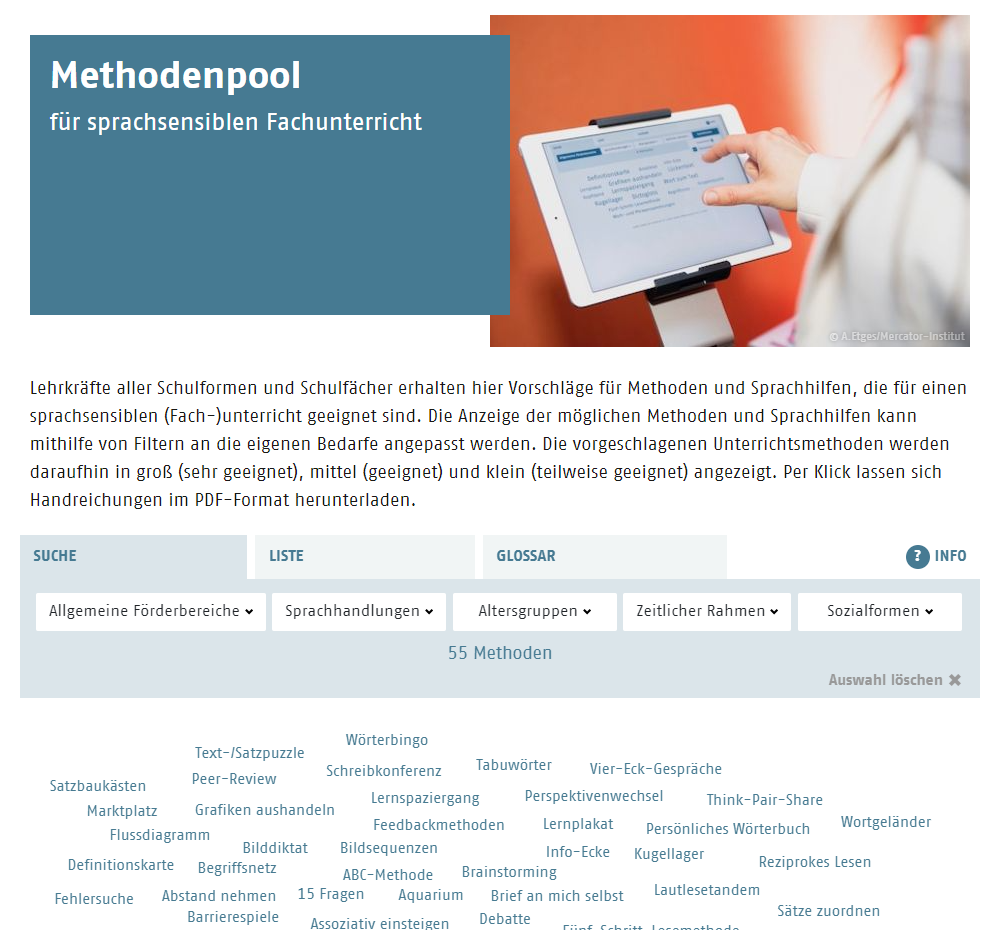 Methodenpool
für sprachsensiblen Fachunterricht
Definitionskarte
Grafiken aushandeln
Lückentext
Lernspaziergang
Wort zum Text
Kugellager
© A.Etges/Mercator-Institut
Lehrkräfte aller Schulformen und Schulfächer erhalten hier Vorschläge für Methoden und Sprachhilfen, die für einen
sprachsensiblen (Fach-)unterricht geeignet sind. Die Anzeige der möglichen Methoden und Sprachhilfen kann
mithilfe von Filtern an die eigenen Bedarfe angepasst werden. Die vorgeschlagenen Unterrichtsmethoden werden
daraufhin in groß (sehr geeignet), mittel (geeignet) und klein (teilweise geeignet) angezeigt. Per Klick lassen sich
Handreichungen im PDF-Format herunterladen.
SUCHE LISTE GLOSSAR ? INFO
Allgemeine Förderbereiche Sprachhandlungen Altersgruppen Zeitlicher Rahmen Sozialformen
55 Methoden
Auswahl löschen ✖
Wörterbingo
Text-/Satzpuzzle
Tabuwörter
Schreibkonferenz Vier-Eck-Gespräche
Peer-Review
Satzbaukästen
Lernspaziergang Perspektivenwechsel Think-Pair-Share
Marktplatz Grafiken aushandeln
Feedbackmethoden Lernplakat Persönliches Wörterbuch Wortgeländer
Flussdiagramm
Bilddiktat Bildsequenzen Info-Ecke Kugellager
Definitionskarte Begriffsnetz Reziprokes Lesen
ABC-Methode Brainstorming
Fehlersuche Abstand nehmen 15 Fragen Aquarium Brief an mich selbst Lautlesetandem
Barrierespiele Debatte Sätze zuordnen
Assoziativ einsteigen
Fünf-Schritt-Lesemethode